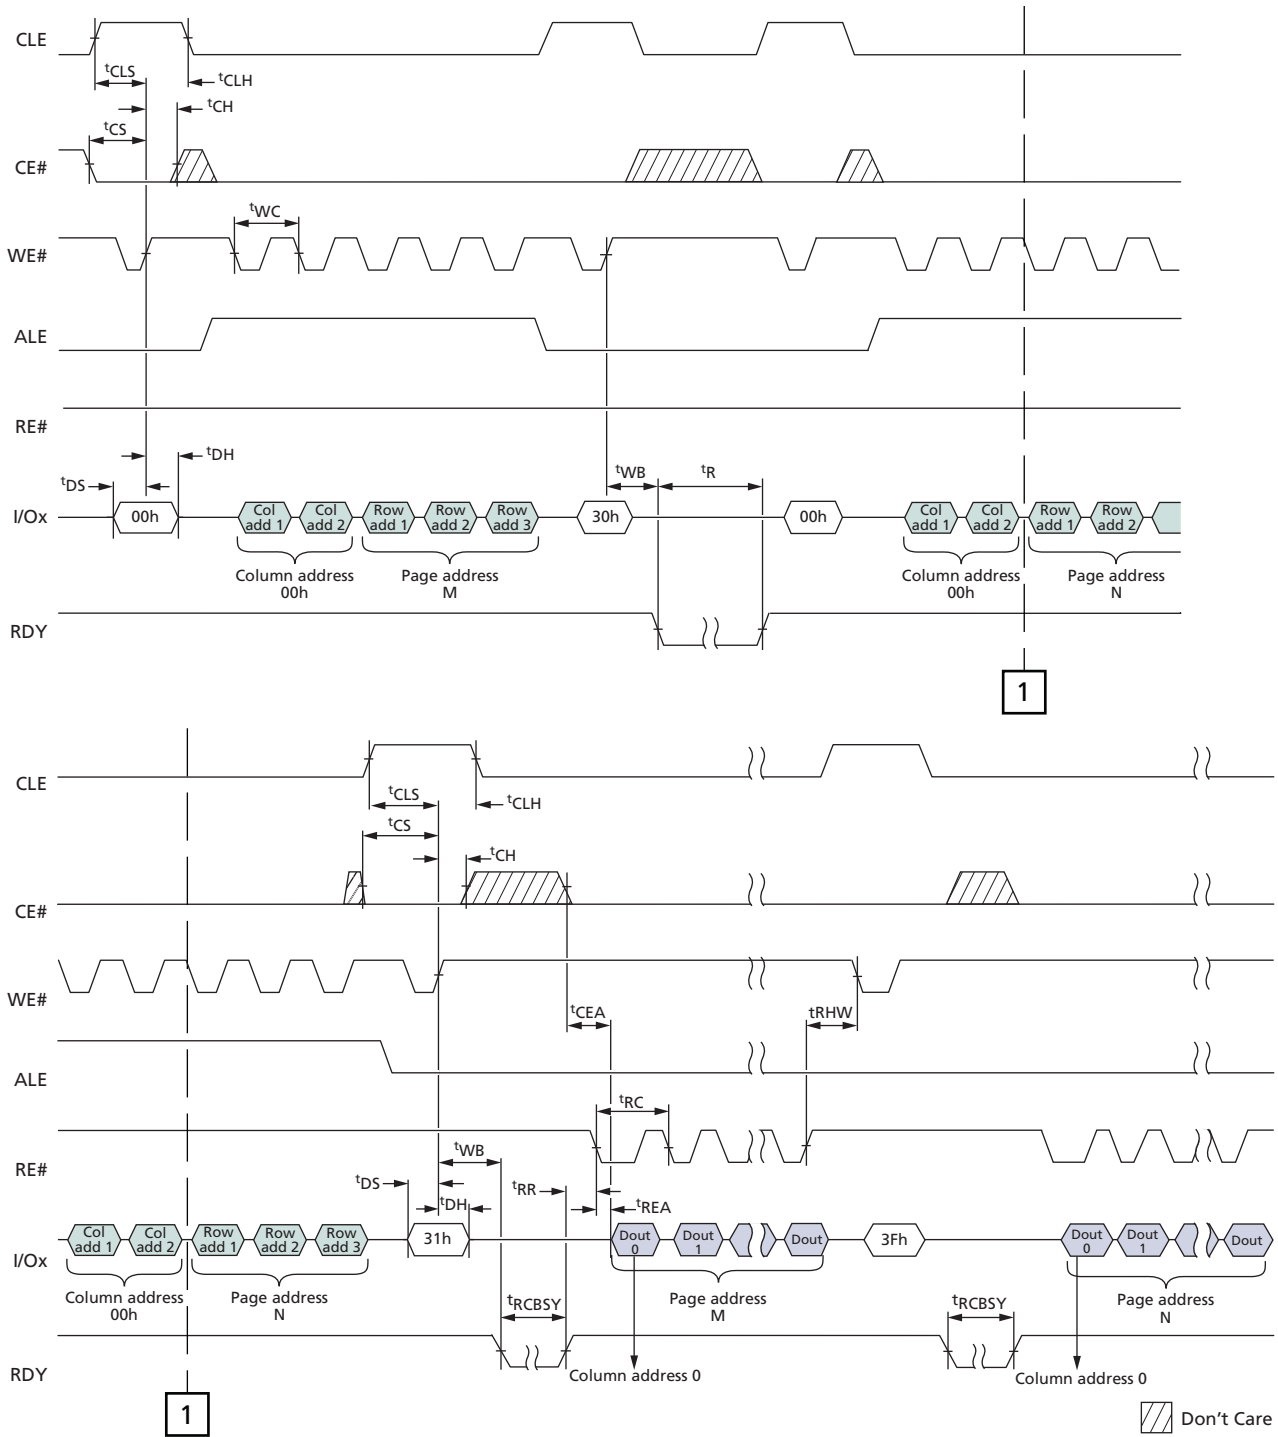 CLE
tCLS
tCLH
tCH
tCS
CE#
tWC
WE#
ALE
RE#
tDH
tDS
tWB
tR
I/Ox
00h
Col add 1
Col add 2
Row add 1
Row add 2
Row add 3
30h
00h
Col add 1
Col add 2
Row add 1
Row add 2
Column address
00h
Page address
M
Column address
00h
Page address
N
RDY
1
CLE
tCLS
tCLH
tCS
tCH
CE#
WE#
tCEA
tRHW
ALE
tRC
RE#
tWB
tDS
tRR
tDH
tREA
I/Ox
Col add 1
Col add 2
Row add 1
Row add 2
Row add 3
31h
Dout 0
Dout 1
Dout
3Fh
Dout 0
Dout 1
Dout
Column address
00h
Page address
N
tRCBSY
Page address
M
tRCBSY
Page address
N
RDY
Column address 0
Column address 0
1
Don't Care